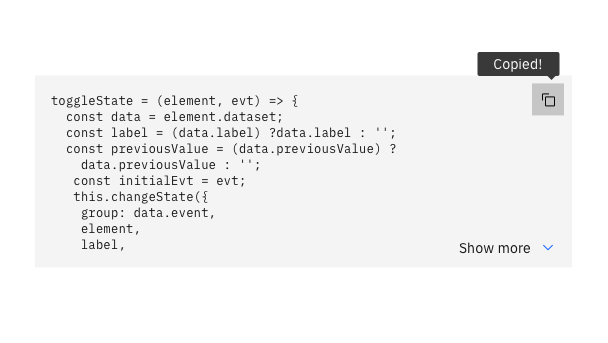 Copied!
toggleState = (element, evt) => {
  const data = element.dataset;
  const label = (data.label) ?data.label : '';
  const previousValue = (data.previousValue) ?
    data.previousValue : '';
   const initialEvt = evt;
   this.changeState({
    group: data.event,
    element,
    label,
Show more